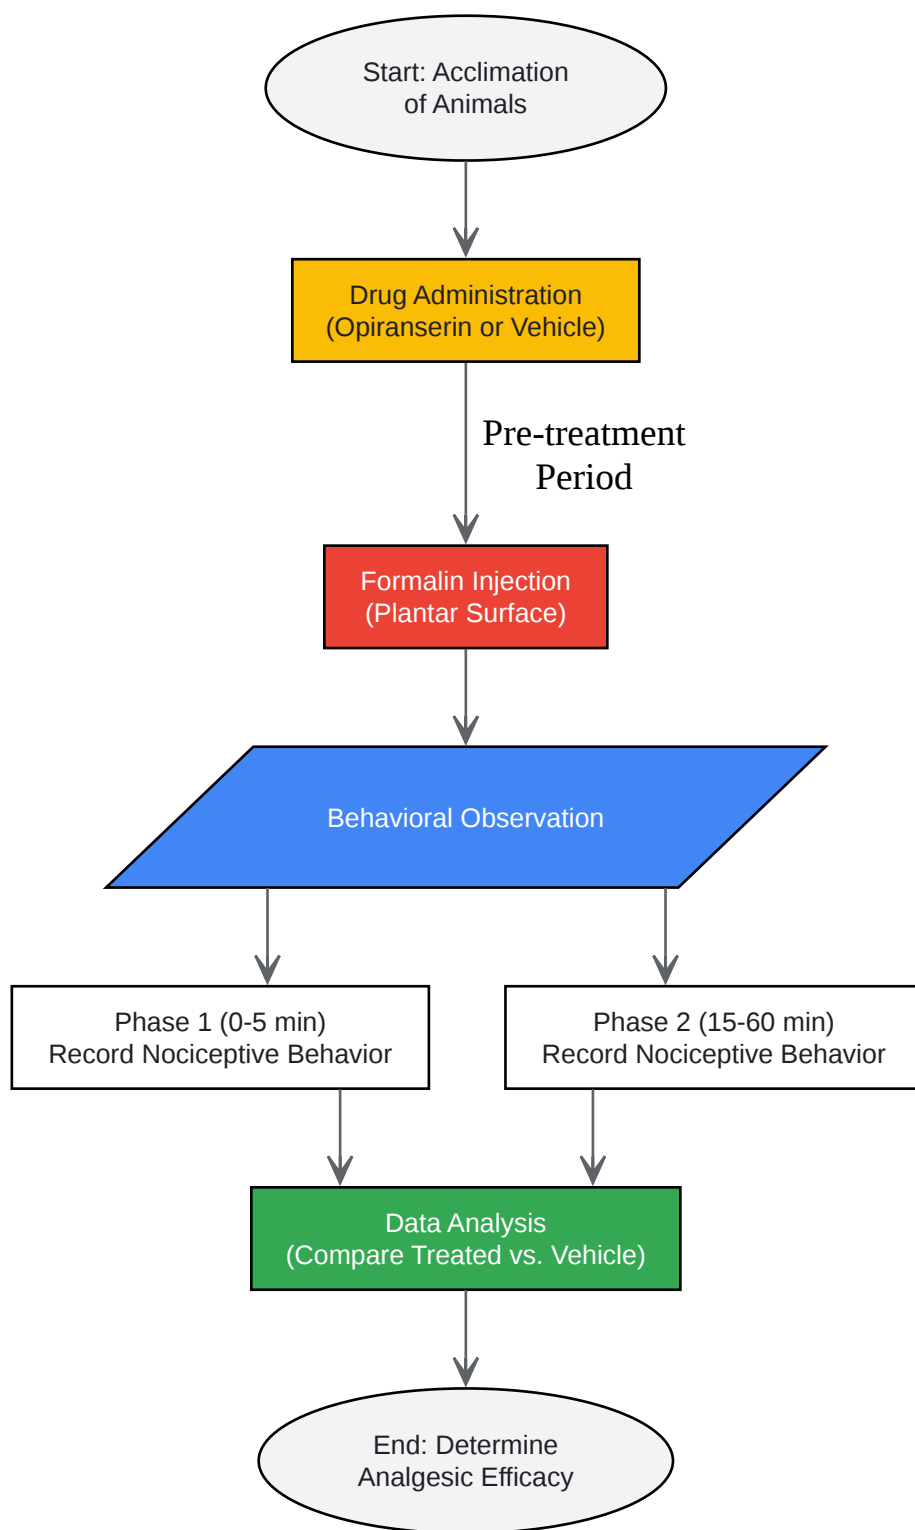 Start: Acclimation
of Animals
Drug Administration
(Opiranserin or Vehicle)
Pre-treatment
Period
Formalin Injection
(Plantar Surface)
Behavioral Observation
Phase 1 (0-5 min)
Record Nociceptive Behavior
Phase 2 (15-60 min)
Record Nociceptive Behavior
Data Analysis
(Compare Treated vs. Vehicle)
End: Determine
Analgesic Efficacy